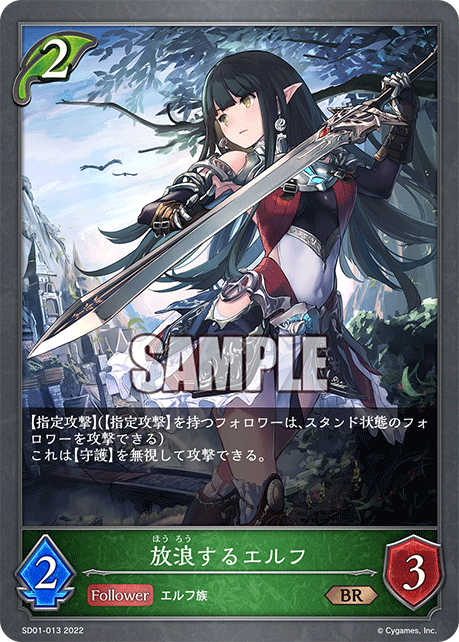 2
SAMPLE
【指定攻撃】(【指定攻撃】を持つフォロワーは、スタンド状態のフォ
ロワーを攻撃できる)
これは【守護】を無視して攻撃できる。
ほうろう
放浪するエルフ
2
Follower
エルフ族
BR
3
SD01-013 2022
© Cygames, Inc.